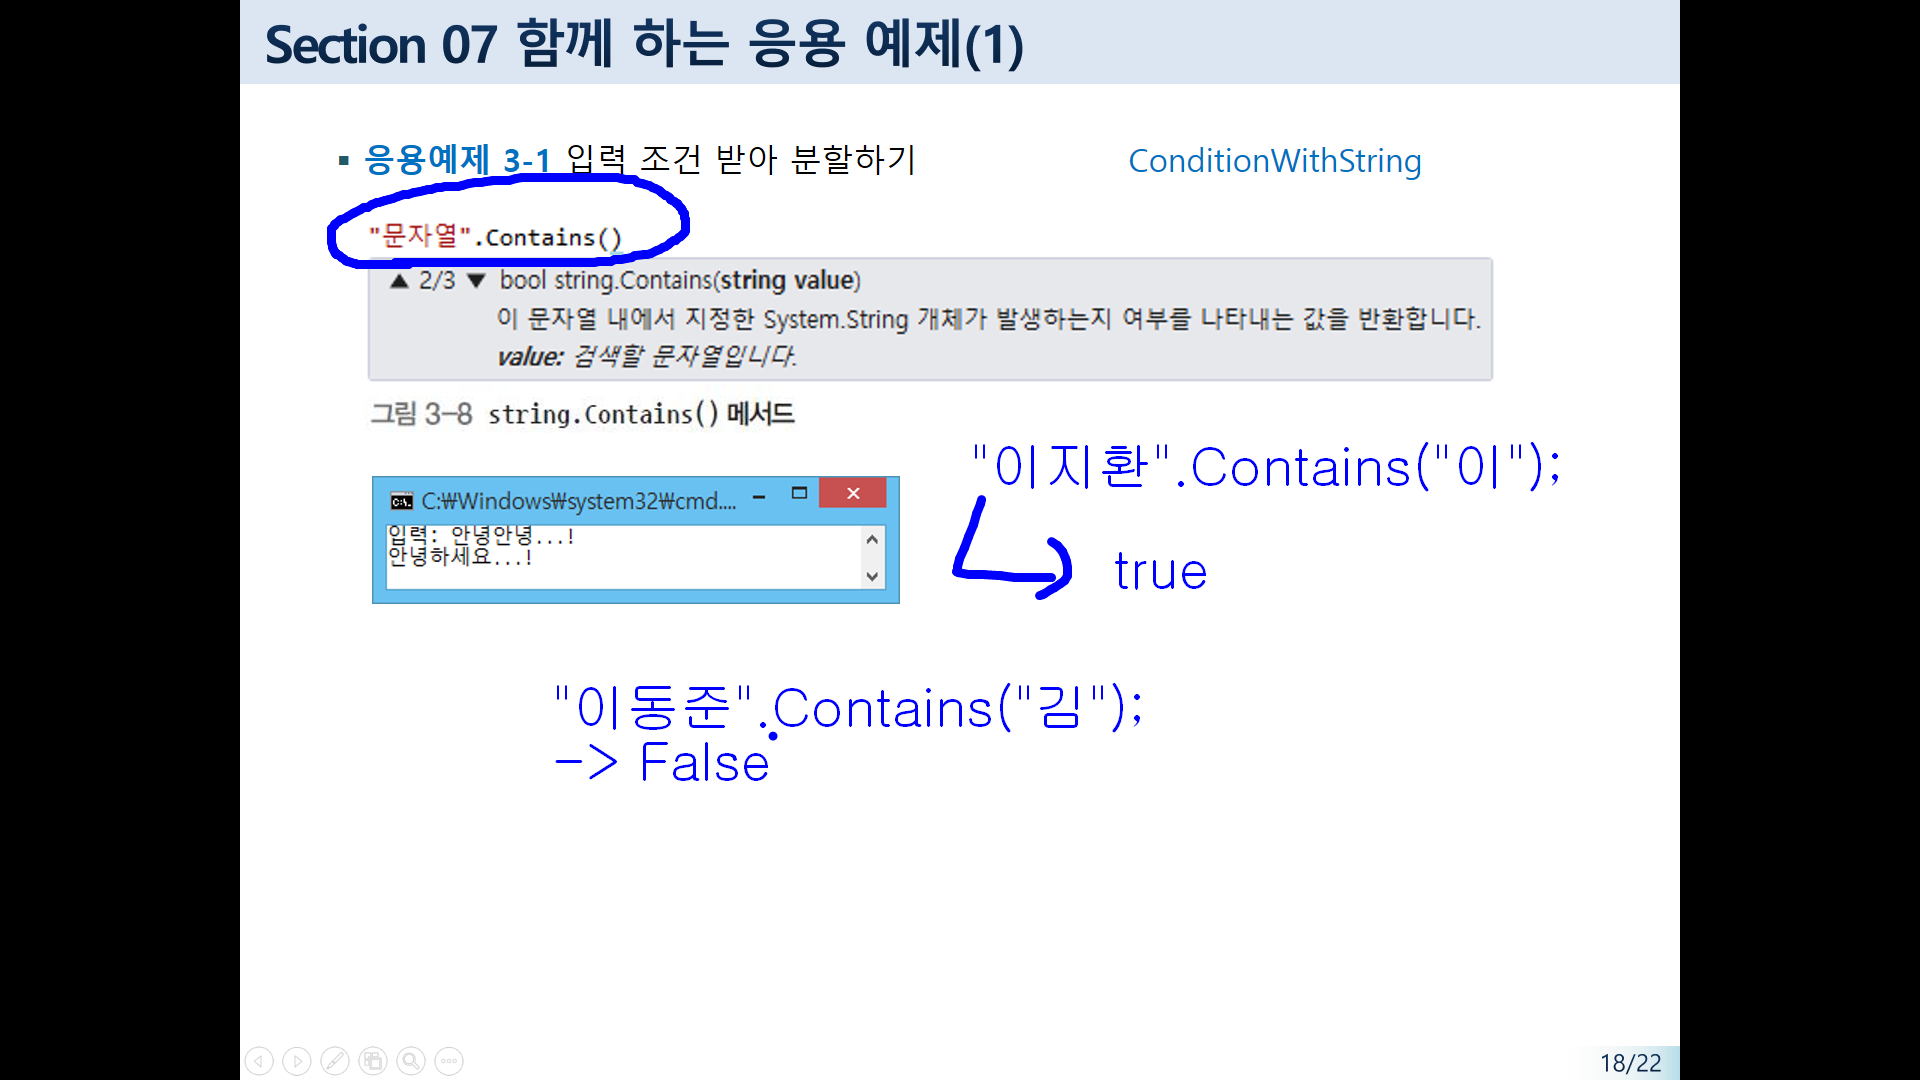 Section 07 함께 하는 응용 예제(1)
▪ 응용예제 3-1 입력 조건 받아 분할하기
ConditionWithString
"문자열".Contains()
▲ 2/3 ▼ bool string.Contains(string value)
이 문자열 내에서 지정한 System.String 개체가 발생하는지 여부를 나타내는 값을 반환합니다.
value: 검색할 문자열입니다.
그림 3-8 string.Contains() 메서드
"이지환".Contains("이");
C:₩Windows₩system32₩cmd....
입력: 안녕안녕...!
안녕하세요...!
true
"이동준".Contains("김");
-> False
18/22